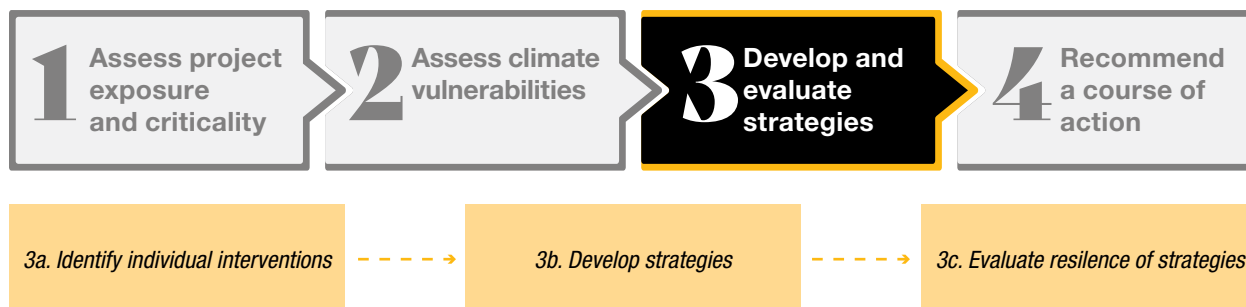 1 Assess project
exposure
and criticality
2 Assess climate
vulnerabilities
3 Develop and
evaluate
strategies
4 Recommend
a course of
action
3a. Identify individual interventions
3b. Develop strategies
3c. Evaluate resilence of strategies